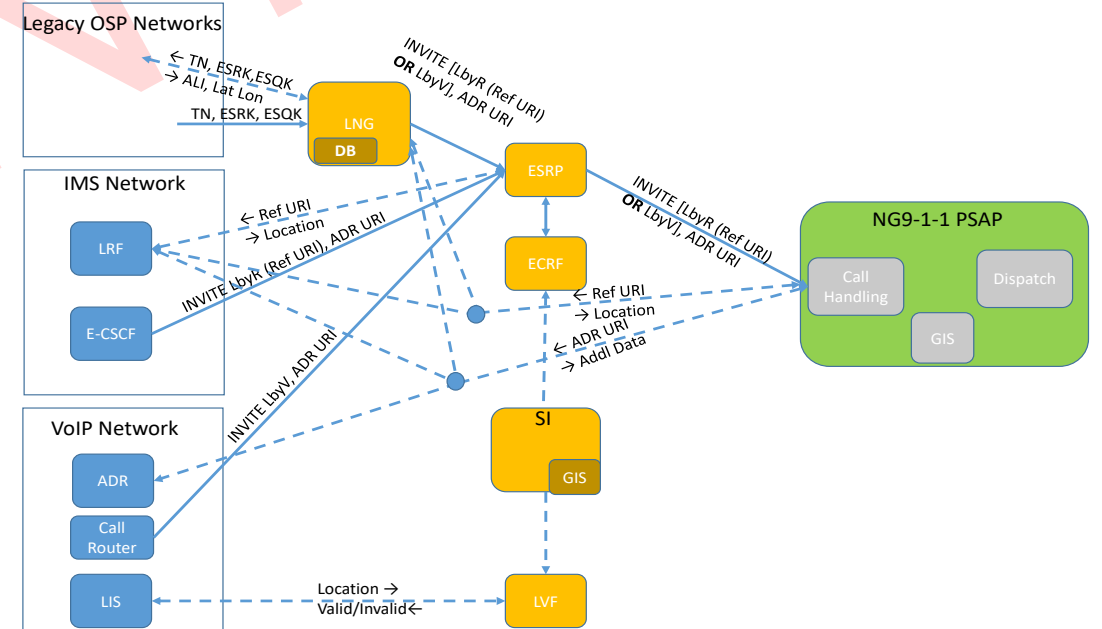 Legacy OSP Networks
← TN, ESRK,ESQK
→ ALI, Lat Lon
TN, ESRK, ESQK
LNG
DB
INVITE [LbyR (Ref URI)
OR LbyV], ADR URI
ESRP
IMS Network
LRF
← Ref URI
→ Location
INVITE LbyR (Ref URI), ADR URI
E-CSCF
ECRF
INVITE [LbyR (Ref URI)
OR LbyV], ADR URI
NG9-1-1 PSAP
Call
Handling
Dispatch
GIS
← Ref URI
→ Location
← ADR URI
→ Addl Data
INVITE LbyV, ADR URI
VoIP Network
ADR
Call
Router
LIS
SI
GIS
Location →
Valid/Invalid←
LVF